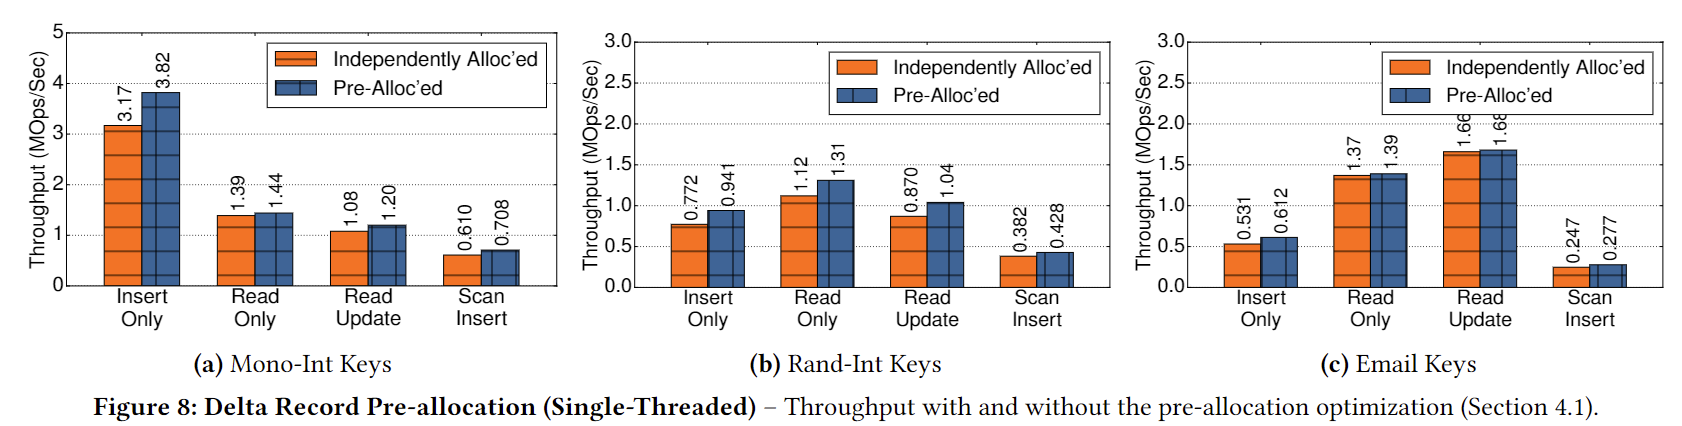 Throughput (MOps/Sec)
5
4
3
2
1
0
Independently Alloc'ed
Pre-Alloc'ed
3.17
3.82
1.39
1.44
1.08
1.20
0.610
0.708
Insert Only
Read Only
Read Update
Scan Insert
(a) Mono-Int Keys
Throughput (MOps/Sec)
3.0
2.5
2.0
1.5
1.0
0.5
0.0
Independently Alloc'ed
Pre-Alloc'ed
0.772
0.941
1.12
1.31
0.870
1.04
0.382
0.428
Insert Only
Read Only
Read Update
Scan Insert
(b) Rand-Int Keys
Throughput (MOps/Sec)
3.0
2.5
2.0
1.5
1.0
0.5
0.0
Independently Alloc'ed
Pre-Alloc'ed
0.531
0.612
1.37
1.39
1.66
1.68
0.247
0.277
Insert Only
Read Only
Read Update
Scan Insert
(c) Email Keys
Figure 8: Delta Record Pre-allocation (Single-Threaded) – Throughput with and without the pre-allocation optimization (Section 4.1).